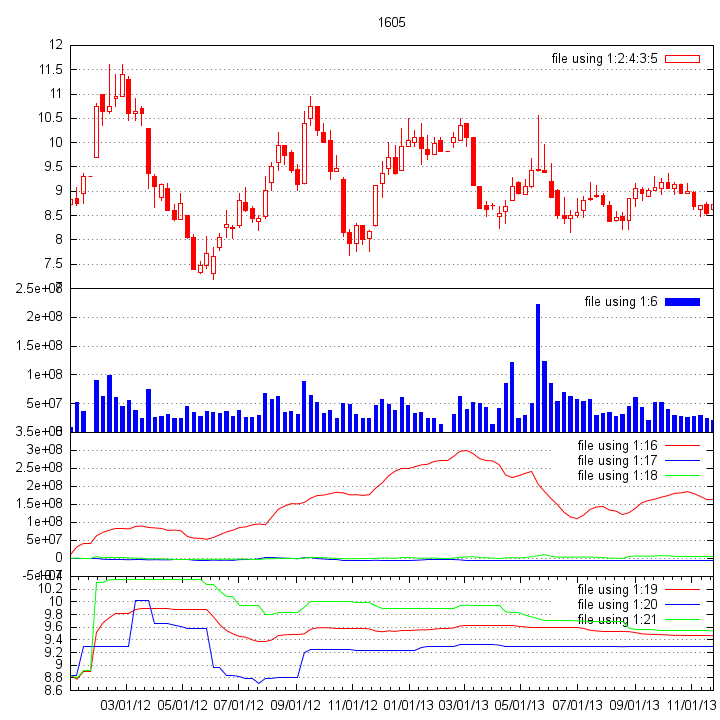 1605
12
file using 1:2:4:3:5
11.5
11
10.5
10
9.5
9
8.5
8
7.5
2.5e+08
file using 1:6
2e+08
1.5e+08
1e+08
5e+07
3.5e+08
3e+08
file using 1:16
2.5e+08
file using 1:17
2e+08
file using 1:18
1.5e+08
1e+08
5e+07
0
-5e+07
10.2
file using 1:19
10
file using 1:20
9.8
9.6
file using 1:21
9.4
9.2
9
8.8
8.6
03/01/12 05/01/12 07/01/12 09/01/12 11/01/12 01/01/13 03/01/13 05/01/13 07/01/13 09/01/13 11/01/13